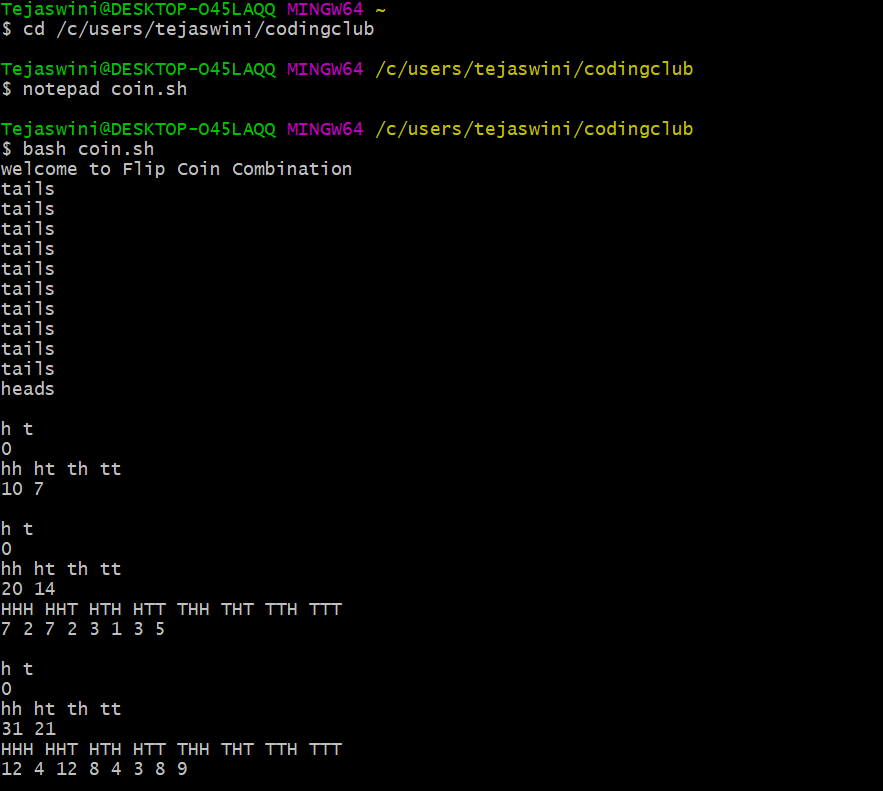 Tejaswini@DESKTOP-O45LAQQ MINGW64 ~
$ cd /c/users/tejaswini/codingclub
Tejaswini@DESKTOP-O45LAQQ MINGW64 /c/users/tejaswini/codingclub
$ notepad coin.sh
Tejaswini@DESKTOP-O45LAQQ MINGW64 /c/users/tejaswini/codingclub
$ bash coin.sh
welcome to Flip Coin Combination
tails
tails
tails
tails
tails
tails
tails
tails
tails
tails
heads
h t
0
hh ht th tt
10 7
h t
0
hh ht th tt
20 14
HHH HHT HTH HTT THH THT TTH TTT
7 2 7 2 3 1 3 5
h t
0
hh ht th tt
31 21
HHH HHT HTH HTT THH THT TTH TTT
12 4 12 8 4 3 8 9